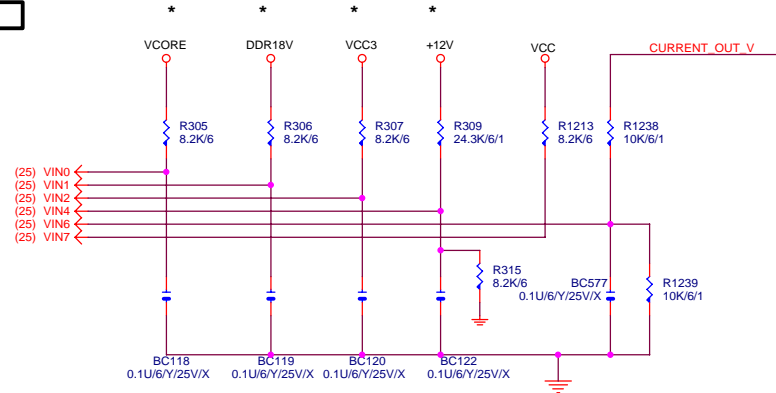 * * * *
VCORE DDR18V VCC3 +12V VCC CURRENT_OUT_V
R305 R306 R307 R309 R1213 R1238
8.2K/6 8.2K/6 8.2K/6 24.3K/6/1 8.2K/6 10K/6/1
(25) VIN0
(25) VIN1
(25) VIN2
(25) VIN4
(25) VIN6
(25) VIN7
R315
8.2K/6
BC577
0.1U/6/Y/25V/X
R1239
10K/6/1
BC118 BC119 BC120 BC122
0.1U/6/Y/25V/X 0.1U/6/Y/25V/X 0.1U/6/Y/25V/X 0.1U/6/Y/25V/X